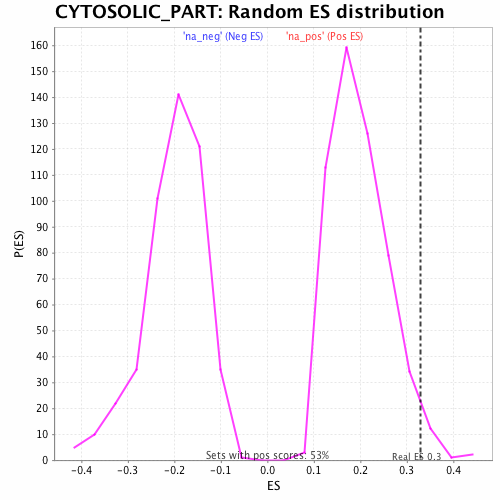 CYTOSOLIC_PART: Random ES distribution
'na_neg' (Neg ES) 'na_pos' (Pos ES)
160
150
140
130
120
110
100
90
80
70
60
50
40
30
20
10
0
P(ES)
Sets with pos scores: 53%
Real ES 0.3
-0.4 -0.3 -0.2 -0.1 0.0 0.1 0.2 0.3 0.4
ES